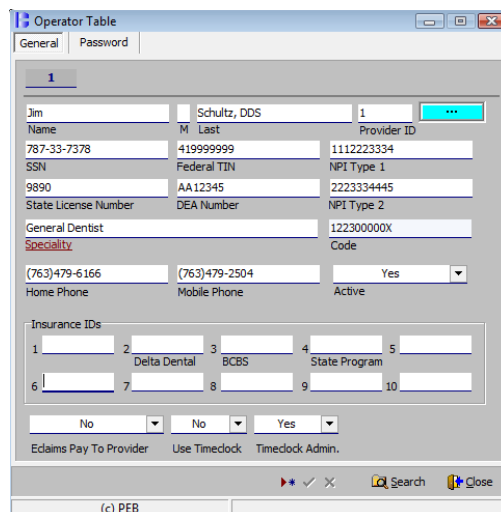 Operator Table
General Password
1
Jim Schultz, DDS 1 ...
Name M Last Provider ID
787-33-7378 419999999 1112223334
SSN Federal TIN NPI Type 1
9890 AA12345 2223334445
State License Number DEA Number NPI Type 2
General Dentist 122300000X
Speciality Code
(763)479-6166 (763)479-2504 Yes
Home Phone Mobile Phone Active
Insurance IDs
1 2 3 4 5
Delta Dental BCBS State Program
6 7 8 9 10
No No Yes
Eclaims Pay To Provider Use Timeclock Timeclock Admin.
Search Close
(c) PEB